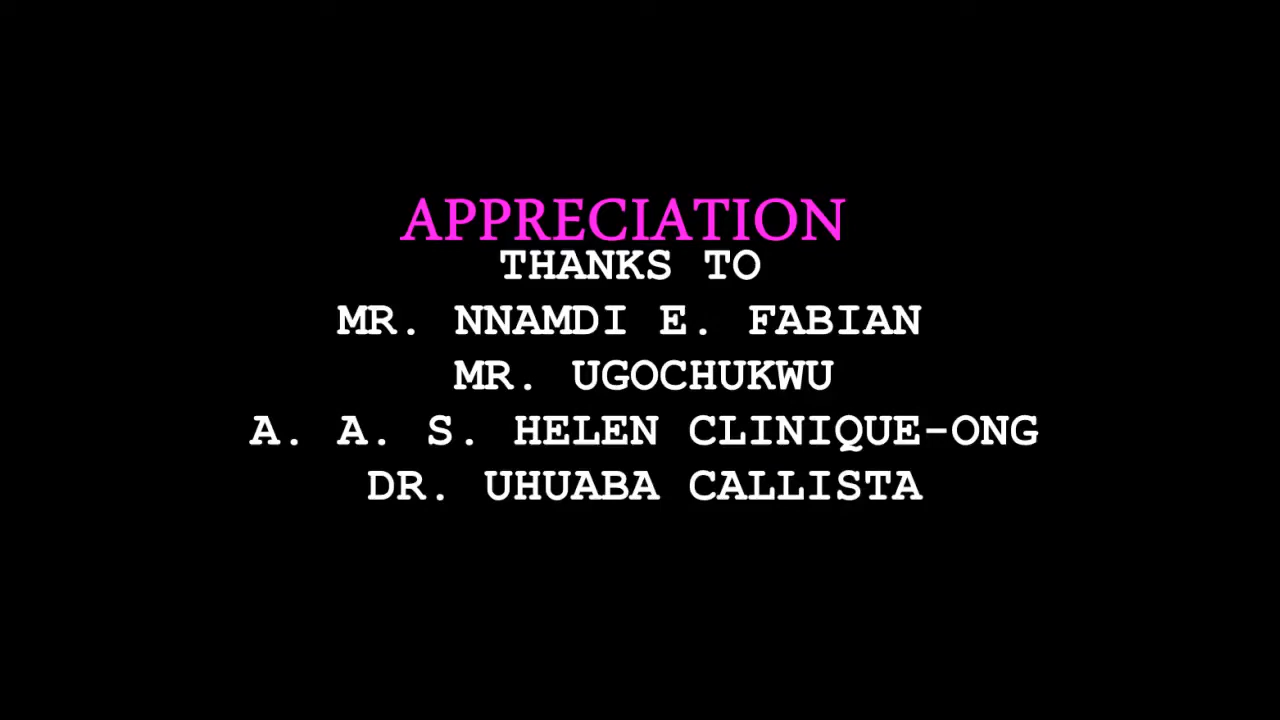 APPRECIATION
THANKS TO
MR. NNAMDI E. FABIAN
MR. UGOCHUKWU
A. A. S. HELEN CLINIQUE-ONG
DR. UHUABA CALLISTA